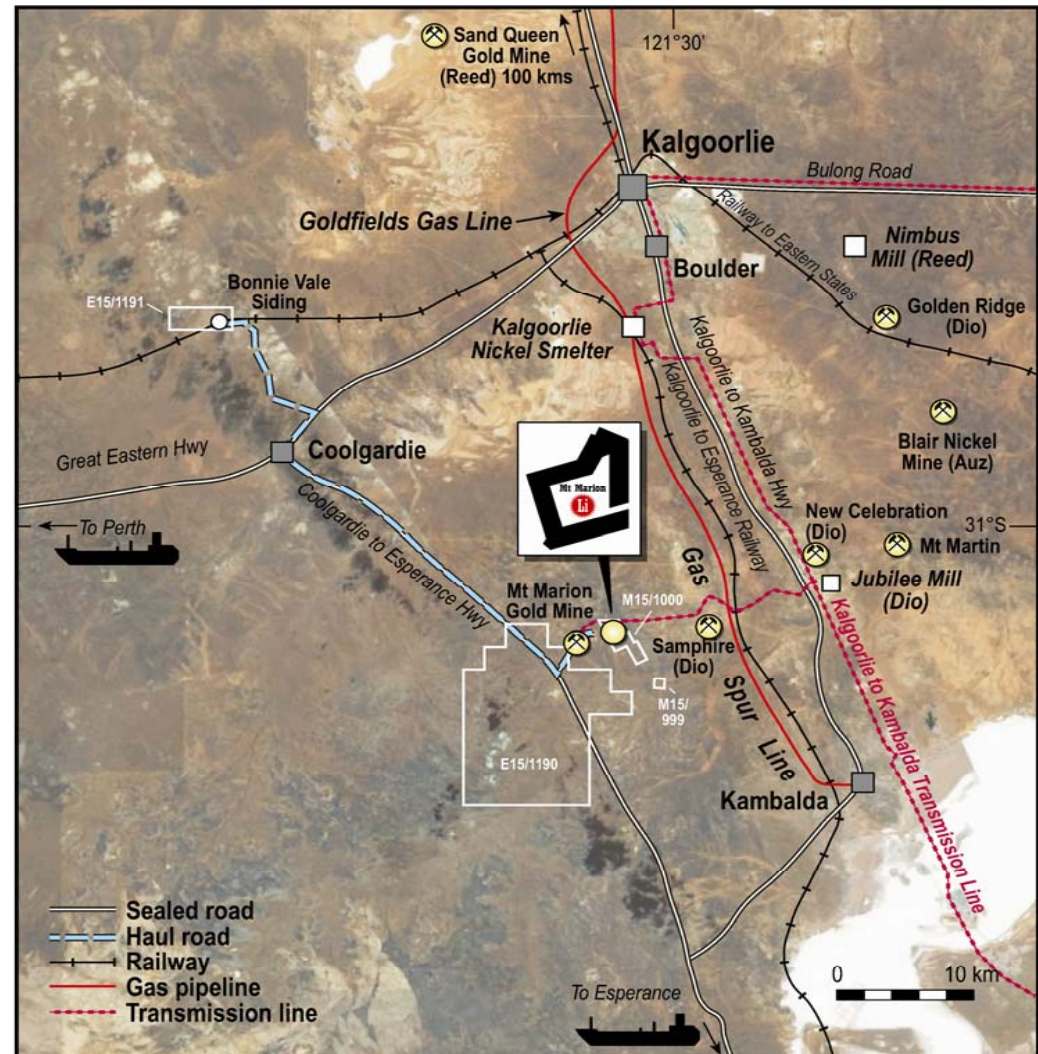 Sand Queen
Gold Mine
(Reed) 100 kms
121°30'
Kalgoorlie
Bulong Road
Goldfields Gas Line
Railway to Eastern States
Nimbus
Mill (Reed)
Boulder
Bonnie Vale
Siding
E15/1191
Golden Ridge
(Dio)
Kalgoorlie
Nickel Smelter
Kalgoorlie to Kambalda Hwy
Kalgoorlie to Esperance Railway
Blair Nickel
Mine (Auz)
Coolgardie
Great Eastern Hwy
Coolgardie to Esperance Hwy
To Perth
Mt Marion
Li
New Celebration
(Dio)
31°S
Mt Martin
Jubilee Mill
(Dio)
Mt Marion
Gold Mine
M15/1000
Samphire
(Dio)
M15/
999
Gas
Spur
Line
Kalgoorlie to Kambalda Transmission Line
E15/1190
Kambalda
Sealed road
Haul road
Railway
Gas pipeline
Transmission line
To Esperance
0
10 km